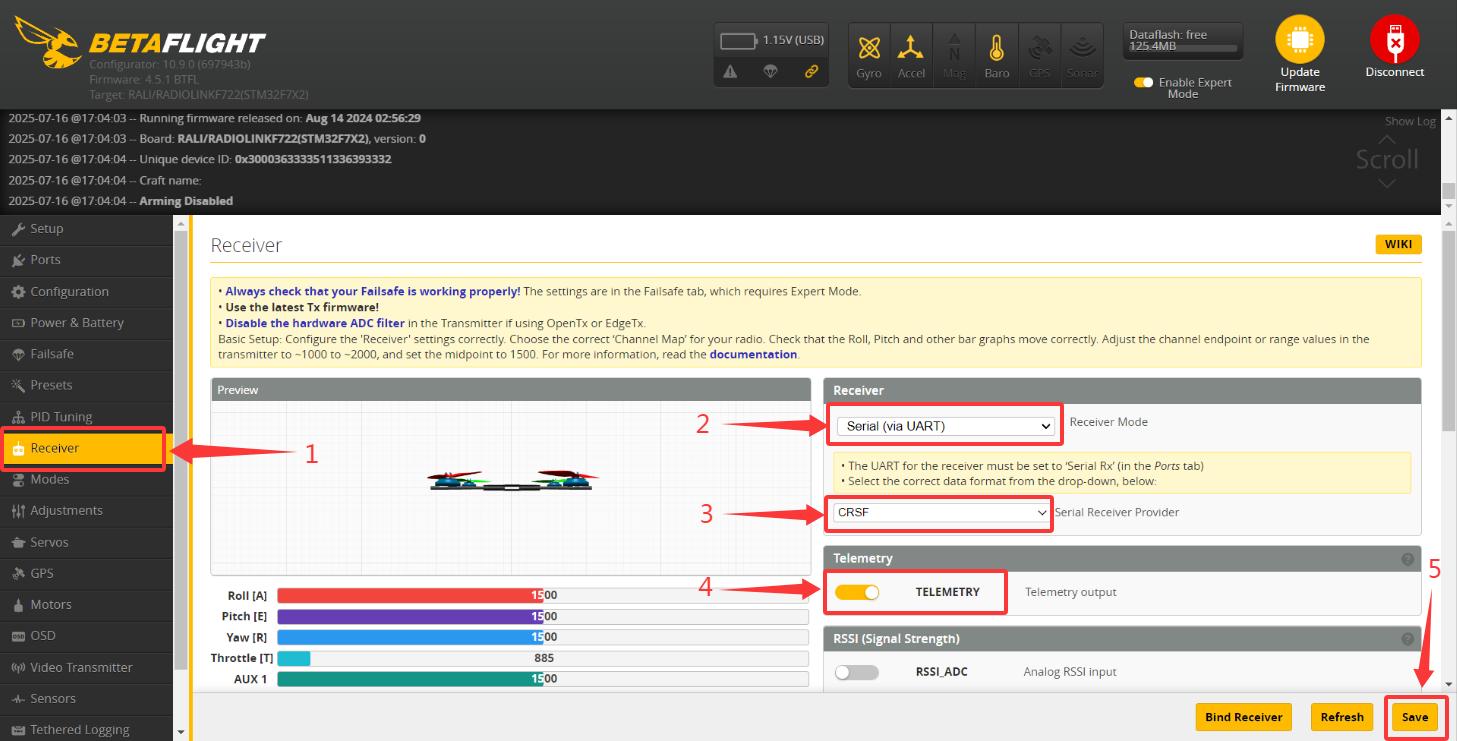 BETAFLIGHT
Configurator: 10.9.0 (697943b)
Firmware: 4.5.1 BTFL
Target: RALI/RADIOLINKF722(STM32F7X2)
1.15V (USB)
Gyro
Accel
Mag
Baro
GPS
Sonar
Dataflash: free
125.4MB
Enable Expert
Mode
Update
Firmware
Disconnect
2025-07-16 @17:04:03 -- Running firmware released on: Aug 14 2024 02:56:29
2025-07-16 @17:04:03 -- Board: RALI/RADIOLINKF722(STM32F7X2), version: 0
2025-07-16 @17:04:04 -- Unique device ID: 0x3000363333511336393332
2025-07-16 @17:04:04 -- Craft name:
2025-07-16 @17:04:04 -- Arming Disabled
Show Log
Scroll
Setup
Ports
Configuration
Power & Battery
Failsafe
Presets
PID Tuning
Receiver
Modes
Adjustments
Servos
GPS
Motors
OSD
Video Transmitter
Sensors
Tethered Logging
1
Receiver
WIKI
• Always check that your Failsafe is working properly! The settings are in the Failsafe tab, which requires Expert Mode.
• Use the latest Tx firmware!
• Disable the hardware ADC filter in the Transmitter if using OpenTx or EdgeTx.
Basic Setup: Configure the 'Receiver' settings correctly. Choose the correct 'Channel Map' for your radio. Check that the Roll, Pitch and other bar graphs move correctly. Adjust the channel endpoint or range values in the
transmitter to ~1000 to ~2000, and set the midpoint to 1500. For more information, read the documentation.
Preview
Roll [A] 1500
Pitch [E] 1500
Yaw [R] 1500
Throttle [T] 885
AUX 1 1500
Receiver
2
Serial (via UART) Receiver Mode
• The UART for the receiver must be set to 'Serial Rx' (in the Ports tab)
• Select the correct data format from the drop-down, below:
3
CRSF Serial Receiver Provider
Telemetry
4
TELEMETRY Telemetry output
5
RSSI (Signal Strength)
RSSI_ADC Analog RSSI input
Bind Receiver
Refresh
Save